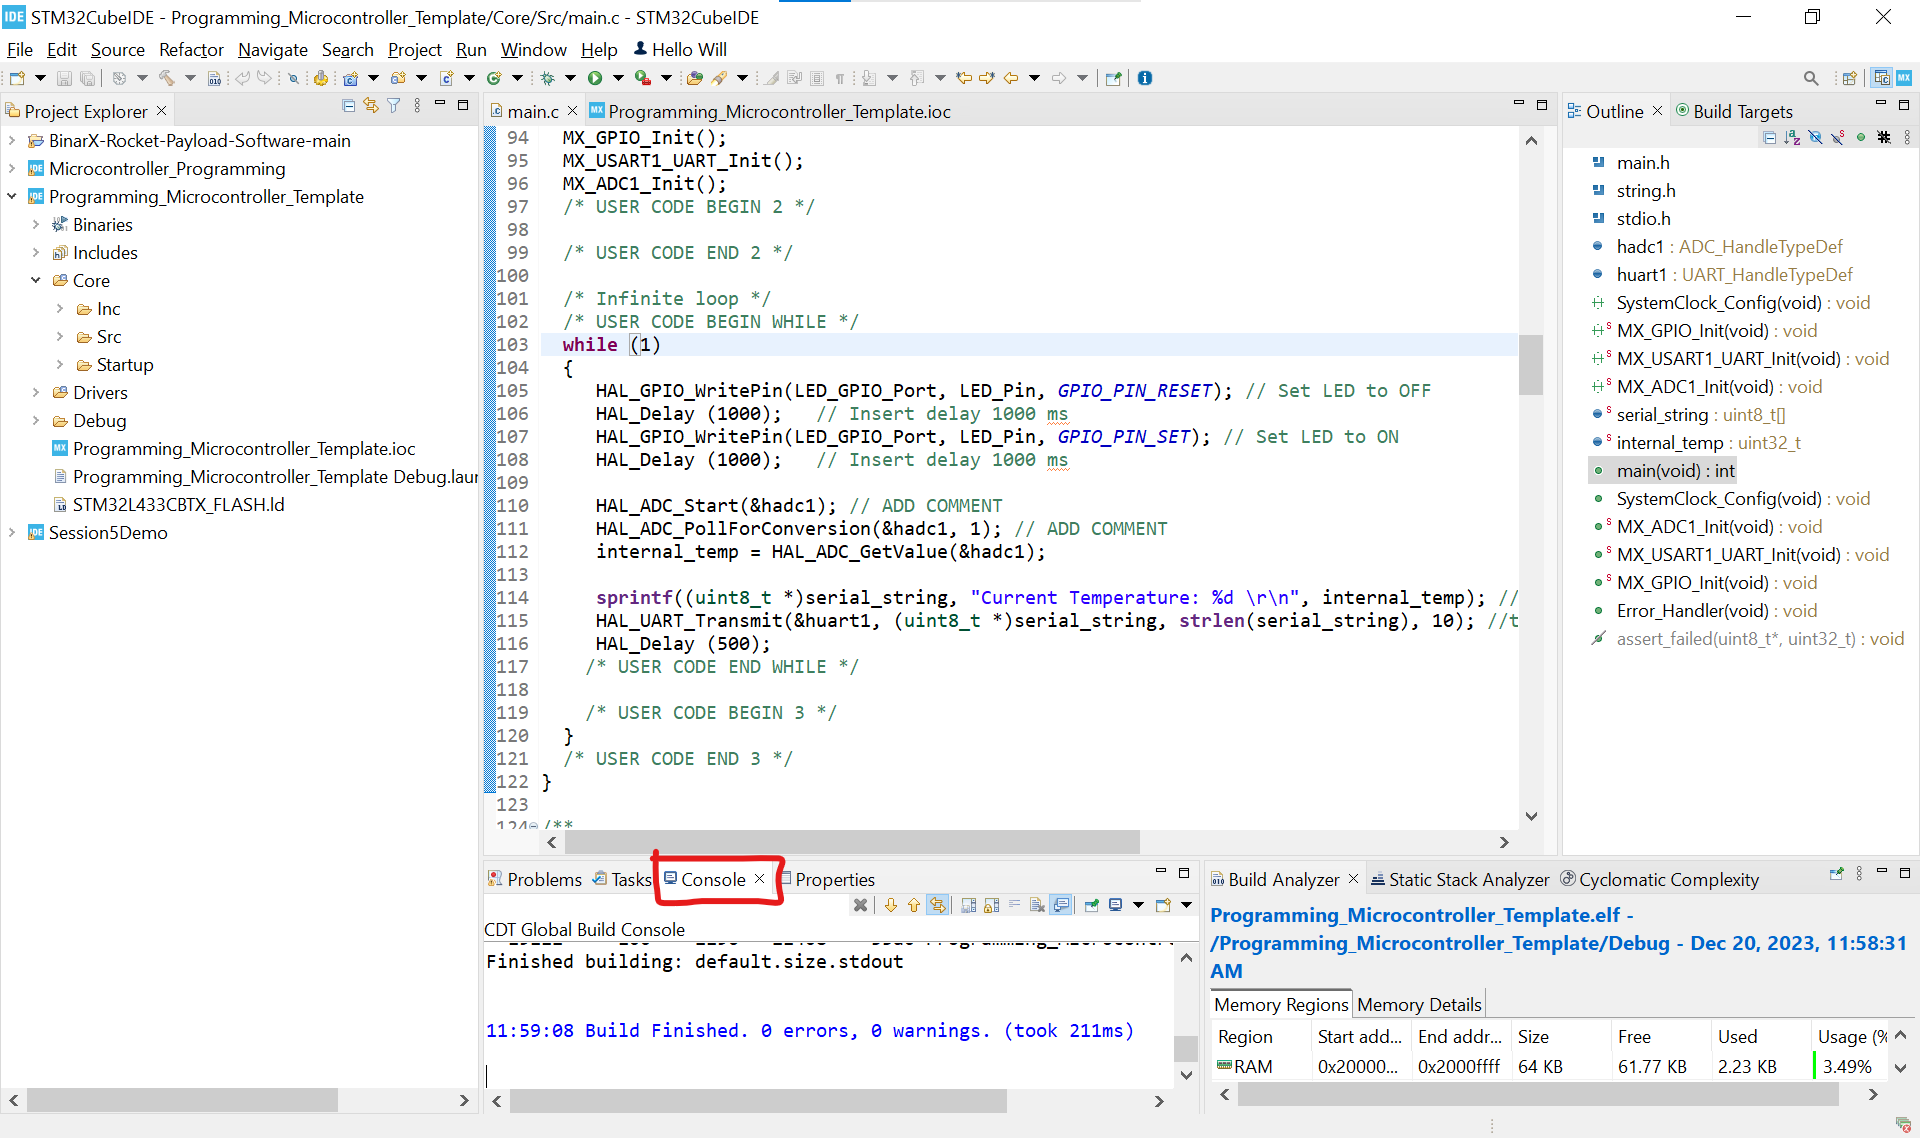 IDE STM32CubeIDE - Programming_Microcontroller_Template/Core/Src/main.c - STM32CubeIDE
File Edit Source Refactor Navigate Search Project Run Window Help Hello Will
Project Explorer
BinarX-Rocket-Payload-Software-main
Microcontroller_Programming
Programming_Microcontroller_Template
Binaries
Includes
Core
Inc
Src
Startup
Drivers
Debug
Programming_Microcontroller_Template.ioc
Programming_Microcontroller_Template Debug.laun
STM32L433CBTX_FLASH.ld
Session5Demo
main.c Programming_Microcontroller_Template.ioc
94 MX_GPIO_Init();
95 MX_USART1_UART_Init();
96 MX_ADC1_Init();
97 /* USER CODE BEGIN 2 */
98
99 /* USER CODE END 2 */
100
101 /* Infinite loop */
102 /* USER CODE BEGIN WHILE */
103 while (1)
104 {
105 HAL_GPIO_WritePin(LED_GPIO_Port, LED_Pin, GPIO_PIN_RESET); // Set LED to OFF
106 HAL_Delay (1000); // Insert delay 1000 ms
107 HAL_GPIO_WritePin(LED_GPIO_Port, LED_Pin, GPIO_PIN_SET); // Set LED to ON
108 HAL_Delay (1000); // Insert delay 1000 ms
109
110 HAL_ADC_Start(&hadc1); // ADD COMMENT
111 HAL_ADC_PollForConversion(&hadc1, 1); // ADD COMMENT
112 internal_temp = HAL_ADC_GetValue(&hadc1);
113
114 sprintf((uint8_t *)serial_string, "Current Temperature: %d \r\n", internal_temp); //
115 HAL_UART_Transmit(&huart1, (uint8_t *)serial_string, strlen(serial_string), 10); //t
116 HAL_Delay (500);
117 /* USER CODE END WHILE */
118
119 /* USER CODE BEGIN 3 */
120 }
121 /* USER CODE END 3 */
122 }
123
124 /**
Outline Build Targets
main.h
string.h
stdio.h
hadc1 : ADC_HandleTypeDef
huart1 : UART_HandleTypeDef
SystemClock_Config(void) : void
MX_GPIO_Init(void) : void
MX_USART1_UART_Init(void) : void
MX_ADC1_Init(void) : void
serial_string : uint8_t[]
internal_temp : uint32_t
main(void) : int
SystemClock_Config(void) : void
MX_ADC1_Init(void) : void
MX_USART1_UART_Init(void) : void
MX_GPIO_Init(void) : void
Error_Handler(void) : void
assert_failed(uint8_t*, uint32_t) : void
Problems Tasks Console Properties
CDT Global Build Console
Finished building: default.size.stdout
11:59:08 Build Finished. 0 errors, 0 warnings. (took 211ms)
Build Analyzer Static Stack Analyzer Cyclomatic Complexity
Programming_Microcontroller_Template.elf -
/Programming_Microcontroller_Template/Debug - Dec 20, 2023, 11:58:31
AM
Memory Regions Memory Details
Region Start add... End addr... Size Free Used Usage (%
RAM 0x20000... 0x2000ffff 64 KB 61.77 KB 2.23 KB 3.49%